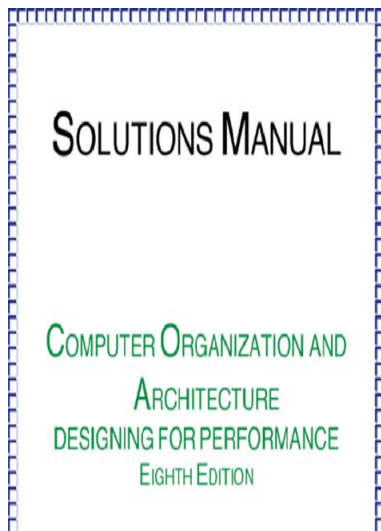 SOLUTIONS MANUAL
COMPUTER ORGANIZATION AND
ARCHITECTURE
DESIGNING FOR PERFORMANCE
EIGHTH EDITION